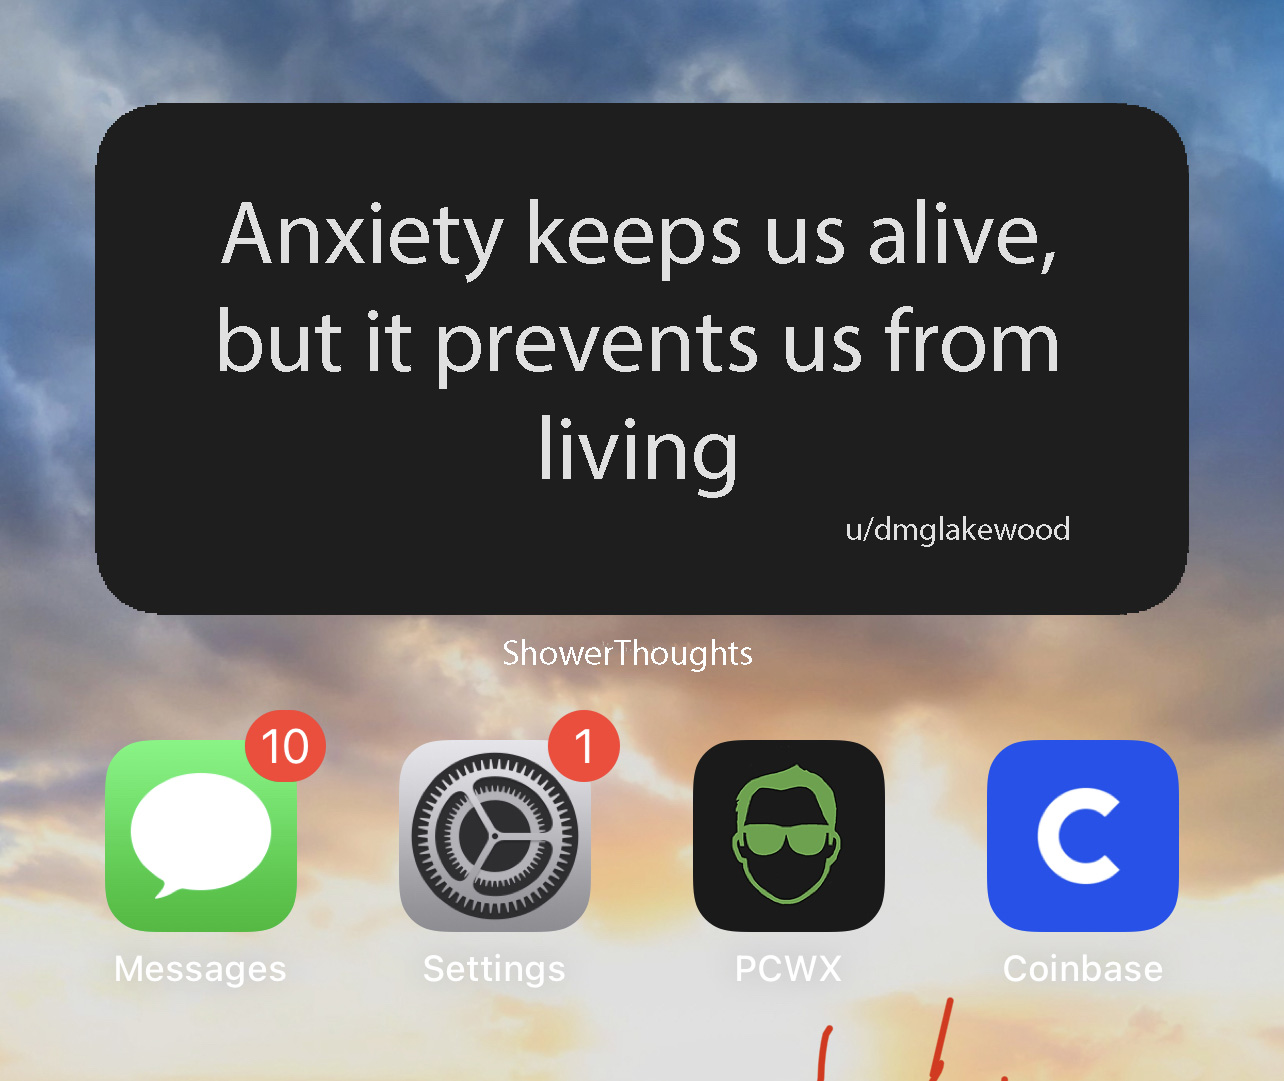 Anxiety keeps us alive,
but it prevents us from
living
u/dmglakewood
ShowerThoughts
10
1
Messages
Settings
PCWX
Coinbase